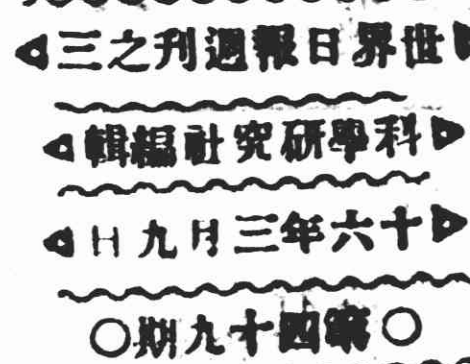 世界日報週刊之三
科學研究社編輯
十六年三月九日
第四十九期